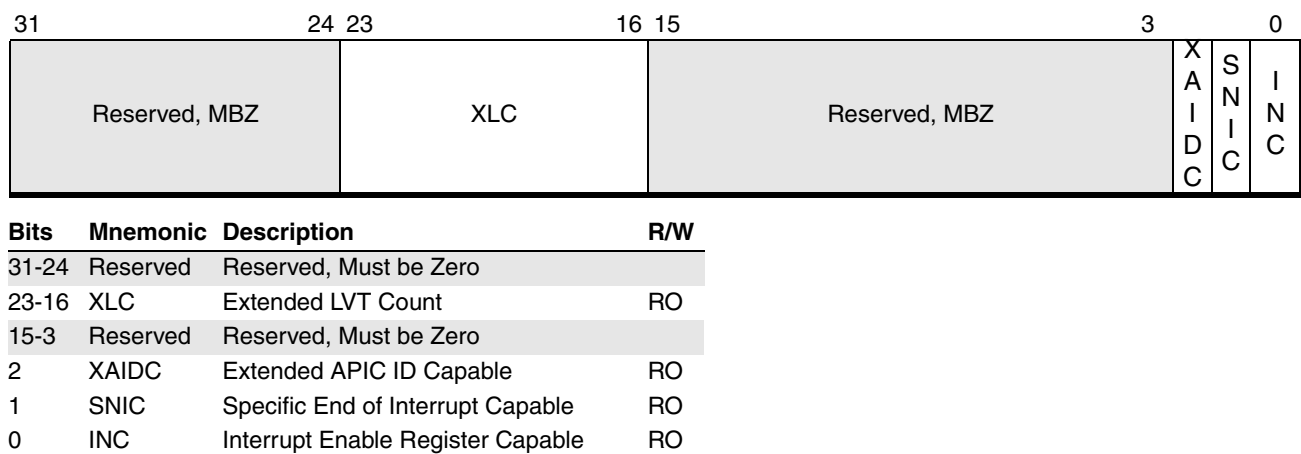 31 24 23 16 15 3 0
Reserved, MBZ XLC Reserved, MBZ XAIDC SNIC INC
Bits Mnemonic Description R/W
31-24 Reserved Reserved, Must be Zero
23-16 XLC Extended LVT Count RO
15-3 Reserved Reserved, Must be Zero
2 XAIDC Extended APIC ID Capable RO
1 SNIC Specific End of Interrupt Capable RO
0 INC Interrupt Enable Register Capable RO